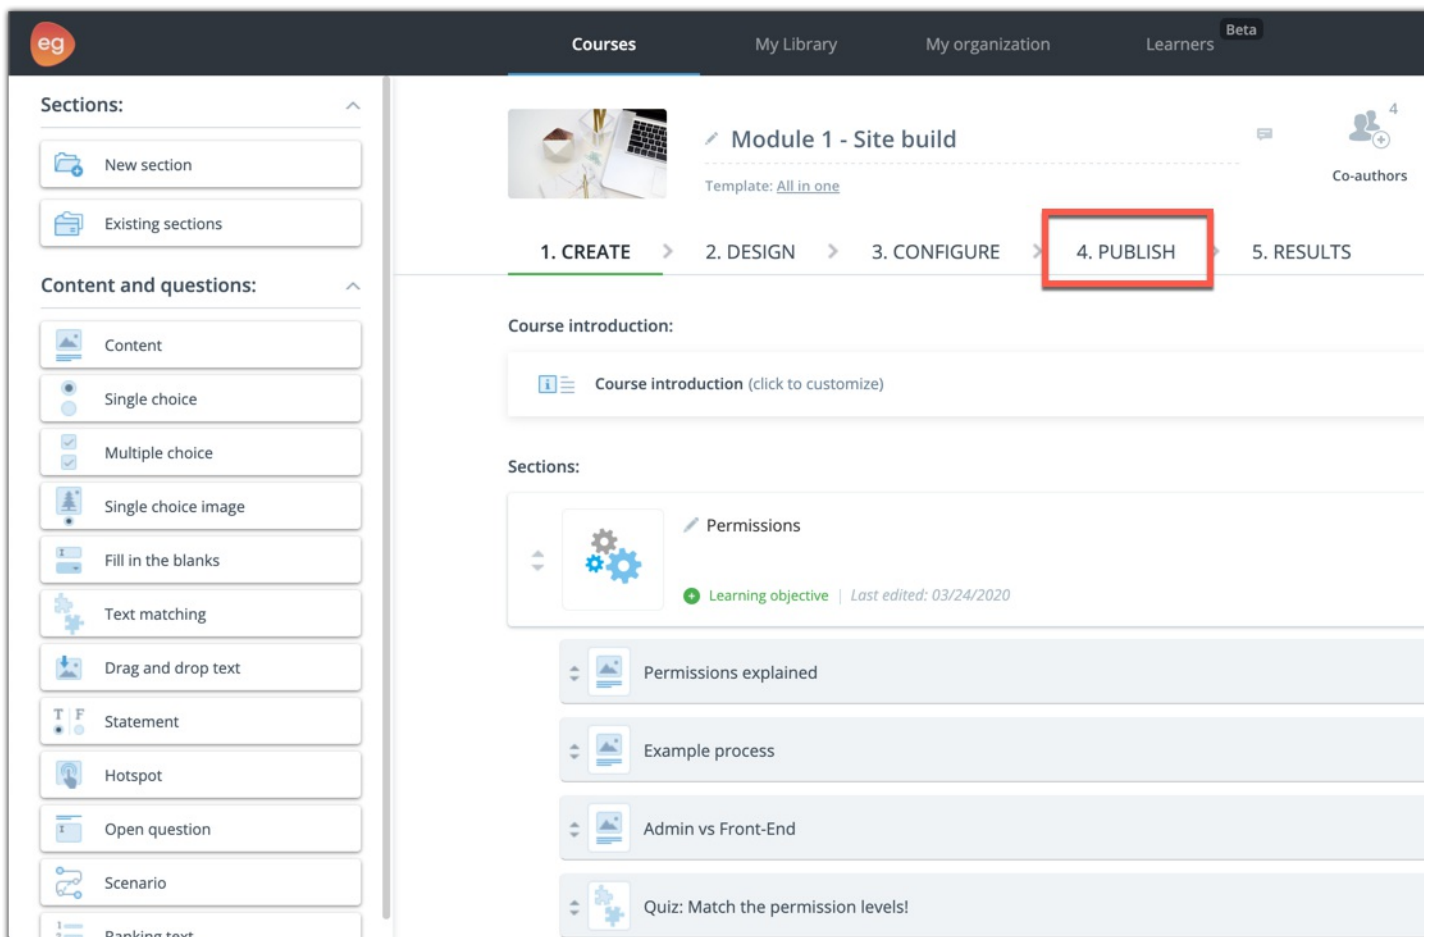 eg
Courses
My Library
My organization
Learners
Beta
Sections:
New section
Existing sections
Content and questions:
Content
Single choice
Multiple choice
Single choice image
Fill in the blanks
Text matching
Drag and drop text
T F
Statement
Hotspot
Open question
Scenario
Ranking text
Module 1 - Site build
Template: All in one
4
Co-authors
1. CREATE
2. DESIGN
3. CONFIGURE
4. PUBLISH
5. RESULTS
Course introduction:
Course introduction (click to customize)
Sections:
Permissions
Learning objective | Last edited: 03/24/2020
Permissions explained
Example process
Admin vs Front-End
Quiz: Match the permission levels!